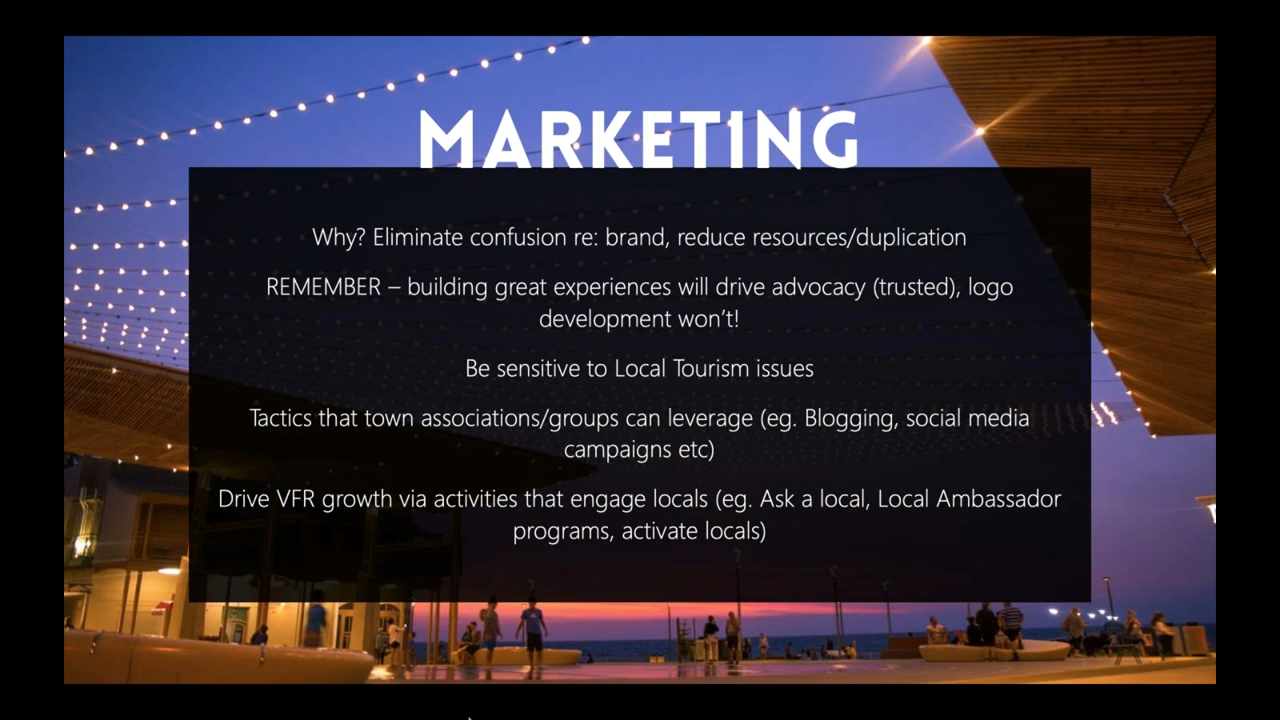 MARKETING
Why? Eliminate confusion re: brand, reduce resources/duplication
REMEMBER – building great experiences will drive advocacy (trusted), logo
development won't!
Be sensitive to Local Tourism issues
Tactics that town associations/groups can leverage (eg. Blogging, social media
campaigns etc)
Drive VFR growth via activities that engage locals (eg. Ask a local, Local Ambassador
programs, activate locals)